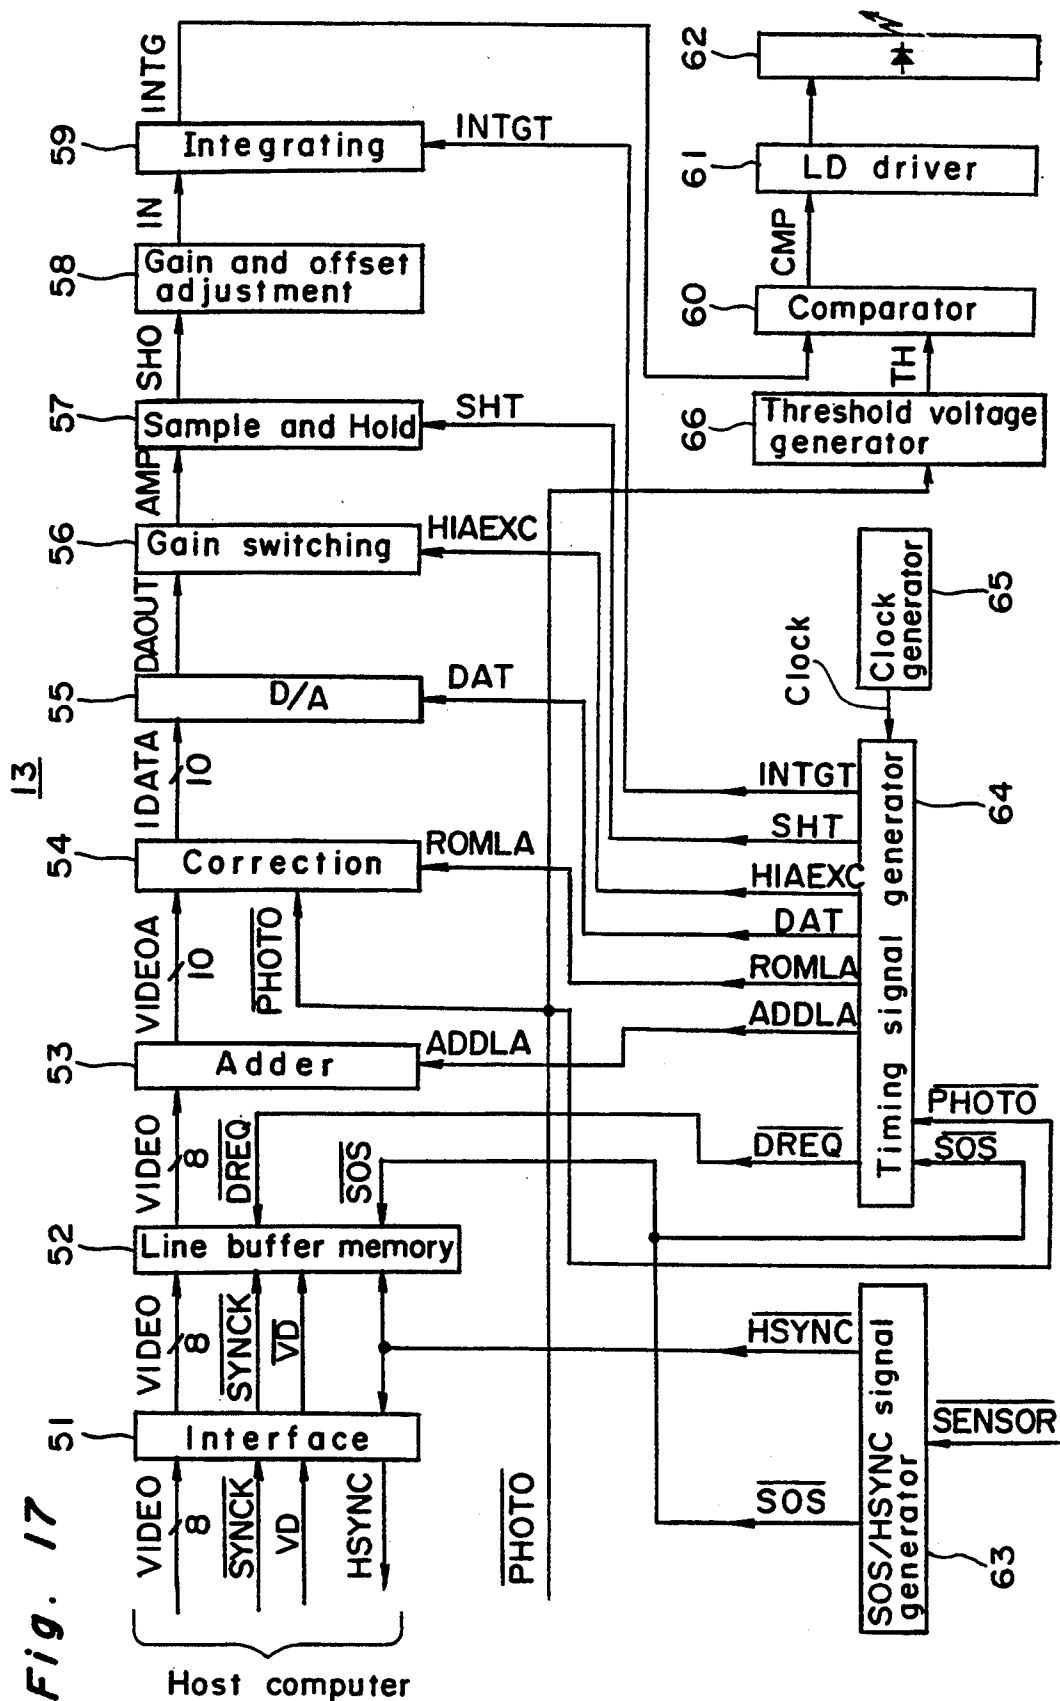 Fig. 17
13
Host computer
VIDEO
8
SYNCK
VD
HSYNC
PHOTO
51
Interface
VIDEO
8
SYNCK
VD
52
Line buffer memory
VIDEO
8
DREQ
SOS
53
Adder
ADDLA
VIDEOA
10
PHOTO
54
Correction
ROMLA
IDATA
10
55
D/A
DAT
DAOUT
56
Gain switching
HIAEXC
AMP
57
Sample and Hold
SHT
SHO
58
Gain and offset
adjustment
IN
59
Integrating
INTGT
INTG
SOS
HSYNC
SOS/HSYNC signal
generator
63
SENSOR
DREQ
ADDLA
ROMLA
DAT
HIAEXC
SHT
INTGT
Timing signal generator
64
SOS
PHOTO
Clock
Clock
generator
65
66
Threshold voltage
generator
TH
60
Comparator
CMP
61
LD driver
62